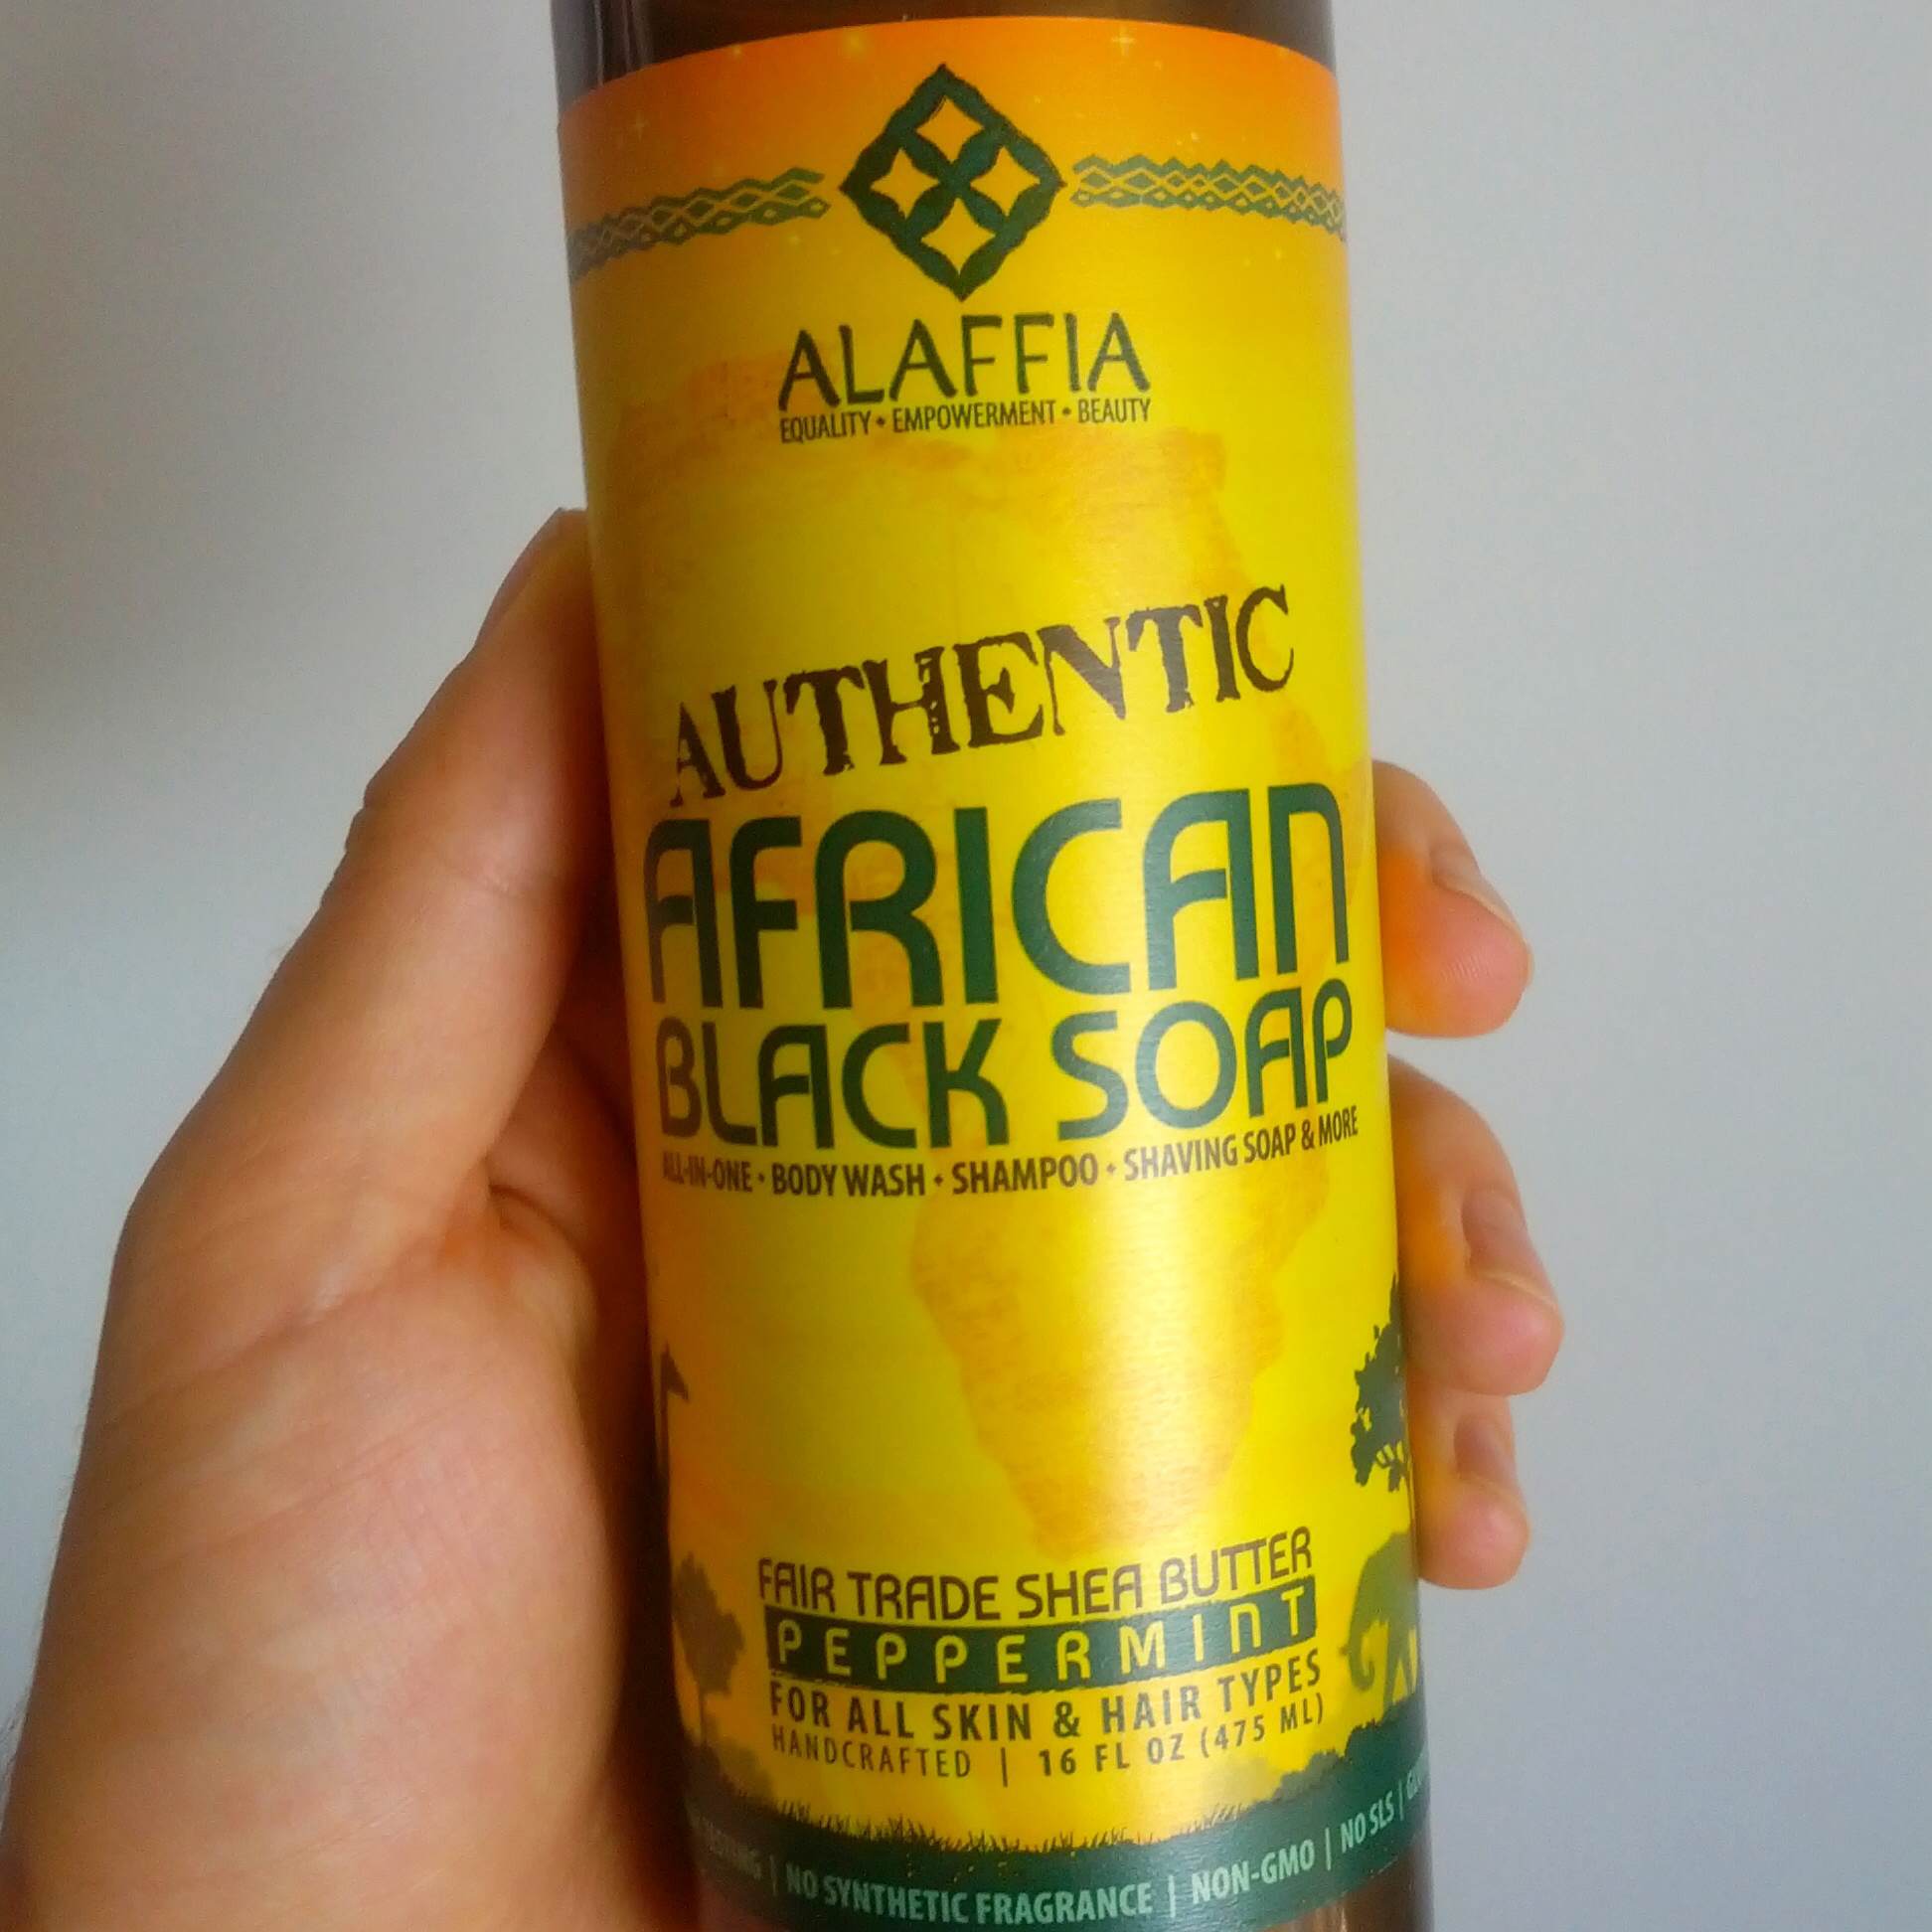 ALAFFIA
EQUALITY • EMPOWERMENT • BEAUTY
AUTHENTIC
AFRICAN
BLACK SOAP
ALL-IN-ONE • BODY WASH • SHAMPOO • SHAVING SOAP & MORE
FAIR TRADE SHEA BUTTER
PEPPERMINT
FOR ALL SKIN & HAIR TYPES
HANDCRAFTED | 16 FL OZ (475 ML)
| NO SYNTHETIC FRAGRANCE | NON-GMO | NO SLS |